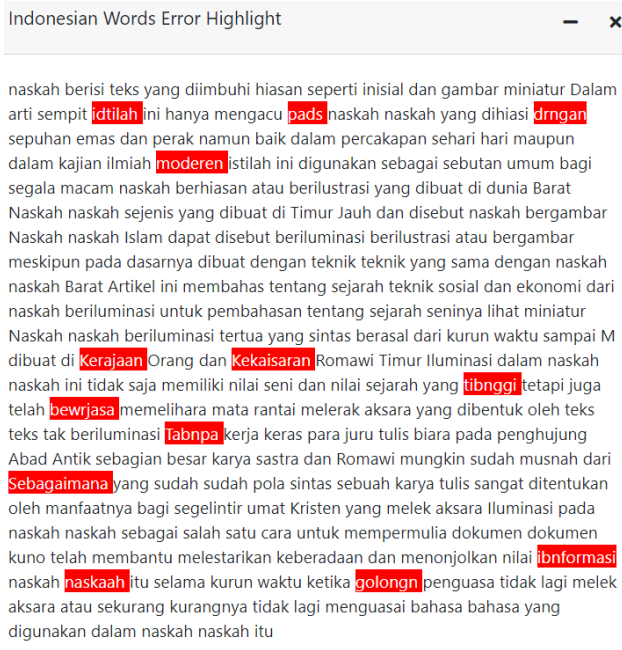 Indonesian Words Error Highlight
naskah berisi teks yang diimbuhi hiasan seperti inisial dan gambar miniatur Dalam
arti sempit idtilah ini hanya mengacu pads naskah naskah yang dihiasi drngan
sepuhan emas dan perak namun baik dalam percakapan sehari hari maupun
dalam kajian ilmiah moderen istilah ini digunakan sebagai sebutan umum bagi
segala macam naskah berhiasan atau berilustrasi yang dibuat di dunia Barat
Naskah naskah sejenis yang dibuat di Timur Jauh dan disebut naskah bergambar
Naskah naskah Islam dapat disebut beriluminasi berilustrasi atau bergambar
meskipun pada dasarnya dibuat dengan teknik teknik yang sama dengan naskah
naskah Barat Artikel ini membahas tentang sejarah teknik sosial dan ekonomi dari
naskah beriluminasi untuk pembahasan tentang sejarah seninya lihat miniatur
Naskah naskah beriluminasi tertua yang sintas berasal dari kurun waktu sampai M
dibuat di Kerajaan Orang dan Kekaisaran Romawi Timur Iluminasi dalam naskah
naskah ini tidak saja memiliki nilai seni dan nilai sejarah yang tibnggi tetapi juga
telah bewrjasa memelihara mata rantai melerak aksara yang dibentuk oleh teks
teks tak beriluminasi Tabnpa kerja keras para juru tulis biara pada penghujung
Abad Antik sebagian besar karya sastra dan Romawi mungkin sudah musnah dari
Sebagaimana yang sudah sudah pola sintas sebuah karya tulis sangat ditentukan
oleh manfaatnya bagi segelintir umat Kristen yang melek aksara Iluminasi pada
naskah naskah sebagai salah satu cara untuk mempermulia dokumen dokumen
kuno telah membantu melestarikan keberadaan dan menonjolkan nilai ibnformasi
naskah naskaah itu selama kurun waktu ketika golongn penguasa tidak lagi melek
aksara atau sekurang kurangnya tidak lagi menguasai bahasa bahasa yang
digunakan dalam naskah naskah itu